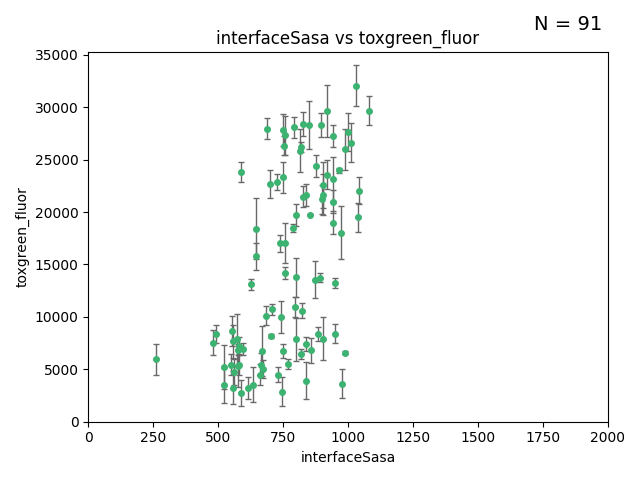 N = 91
interfaceSasa vs toxgreen_fluor
35000
30000
25000
20000
15000
10000
5000
0
toxgreen_fluor
0 250 500 750 1000 1250 1500 1750 2000
interfaceSasa